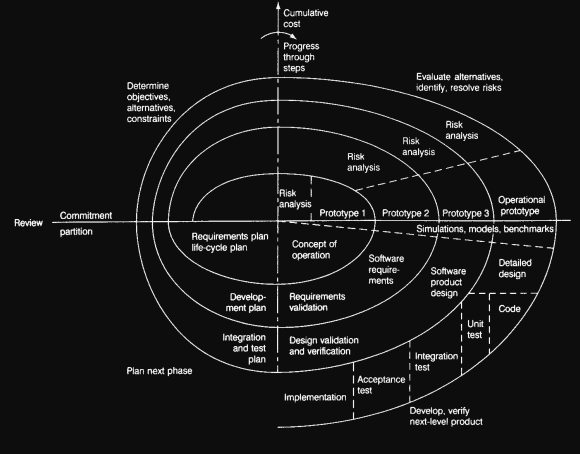 Cumulative
cost
Progress
through
steps
Evaluate alternatives,
identify, resolve risks
Determine
objectives,
alternatives,
constraints
Risk
analysis
Risk
analysis
Risk
analysis
Risk
analysis
Review
Commitment
partition
Prototype 1
Prototype 2
Prototype 3
Operational
prototype
Simulations, models, benchmarks
Requirements plan
life-cycle plan
Concept of
operation
Software
require-
ments
Software
product
design
Detailed
design
Develop-
ment plan
Requirements
validation
Integration
and test
plan
Design validation
and verification
Code
Unit
test
Integration
test
Acceptance
test
Implementation
Plan next phase
Develop, verify
next-level product